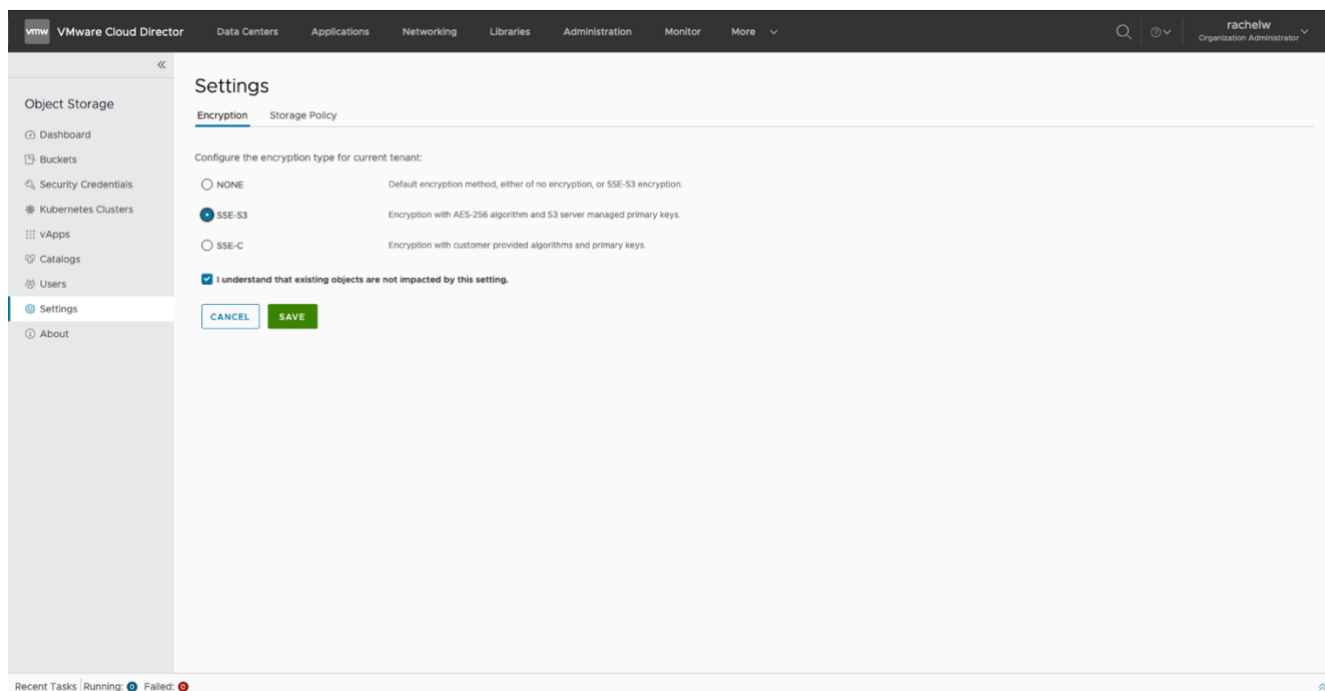 vmw VMware Cloud Director Data Centers Applications Networking Libraries Administration Monitor More rachelw
Organization Administrator
Object Storage
Dashboard
Buckets
Security Credentials
Kubernetes Clusters
vApps
Catalogs
Users
Settings
About
Settings
Encryption Storage Policy
Configure the encryption type for current tenant:
NONE Default encryption method, either of no encryption, or SSE-S3 encryption.
SSE-S3 Encryption with AES-256 algorithm and S3 server managed primary keys.
SSE-C Encryption with customer provided algorithms and primary keys.
I understand that existing objects are not impacted by this setting.
CANCEL SAVE
Recent Tasks Running: 0 Failed: 0